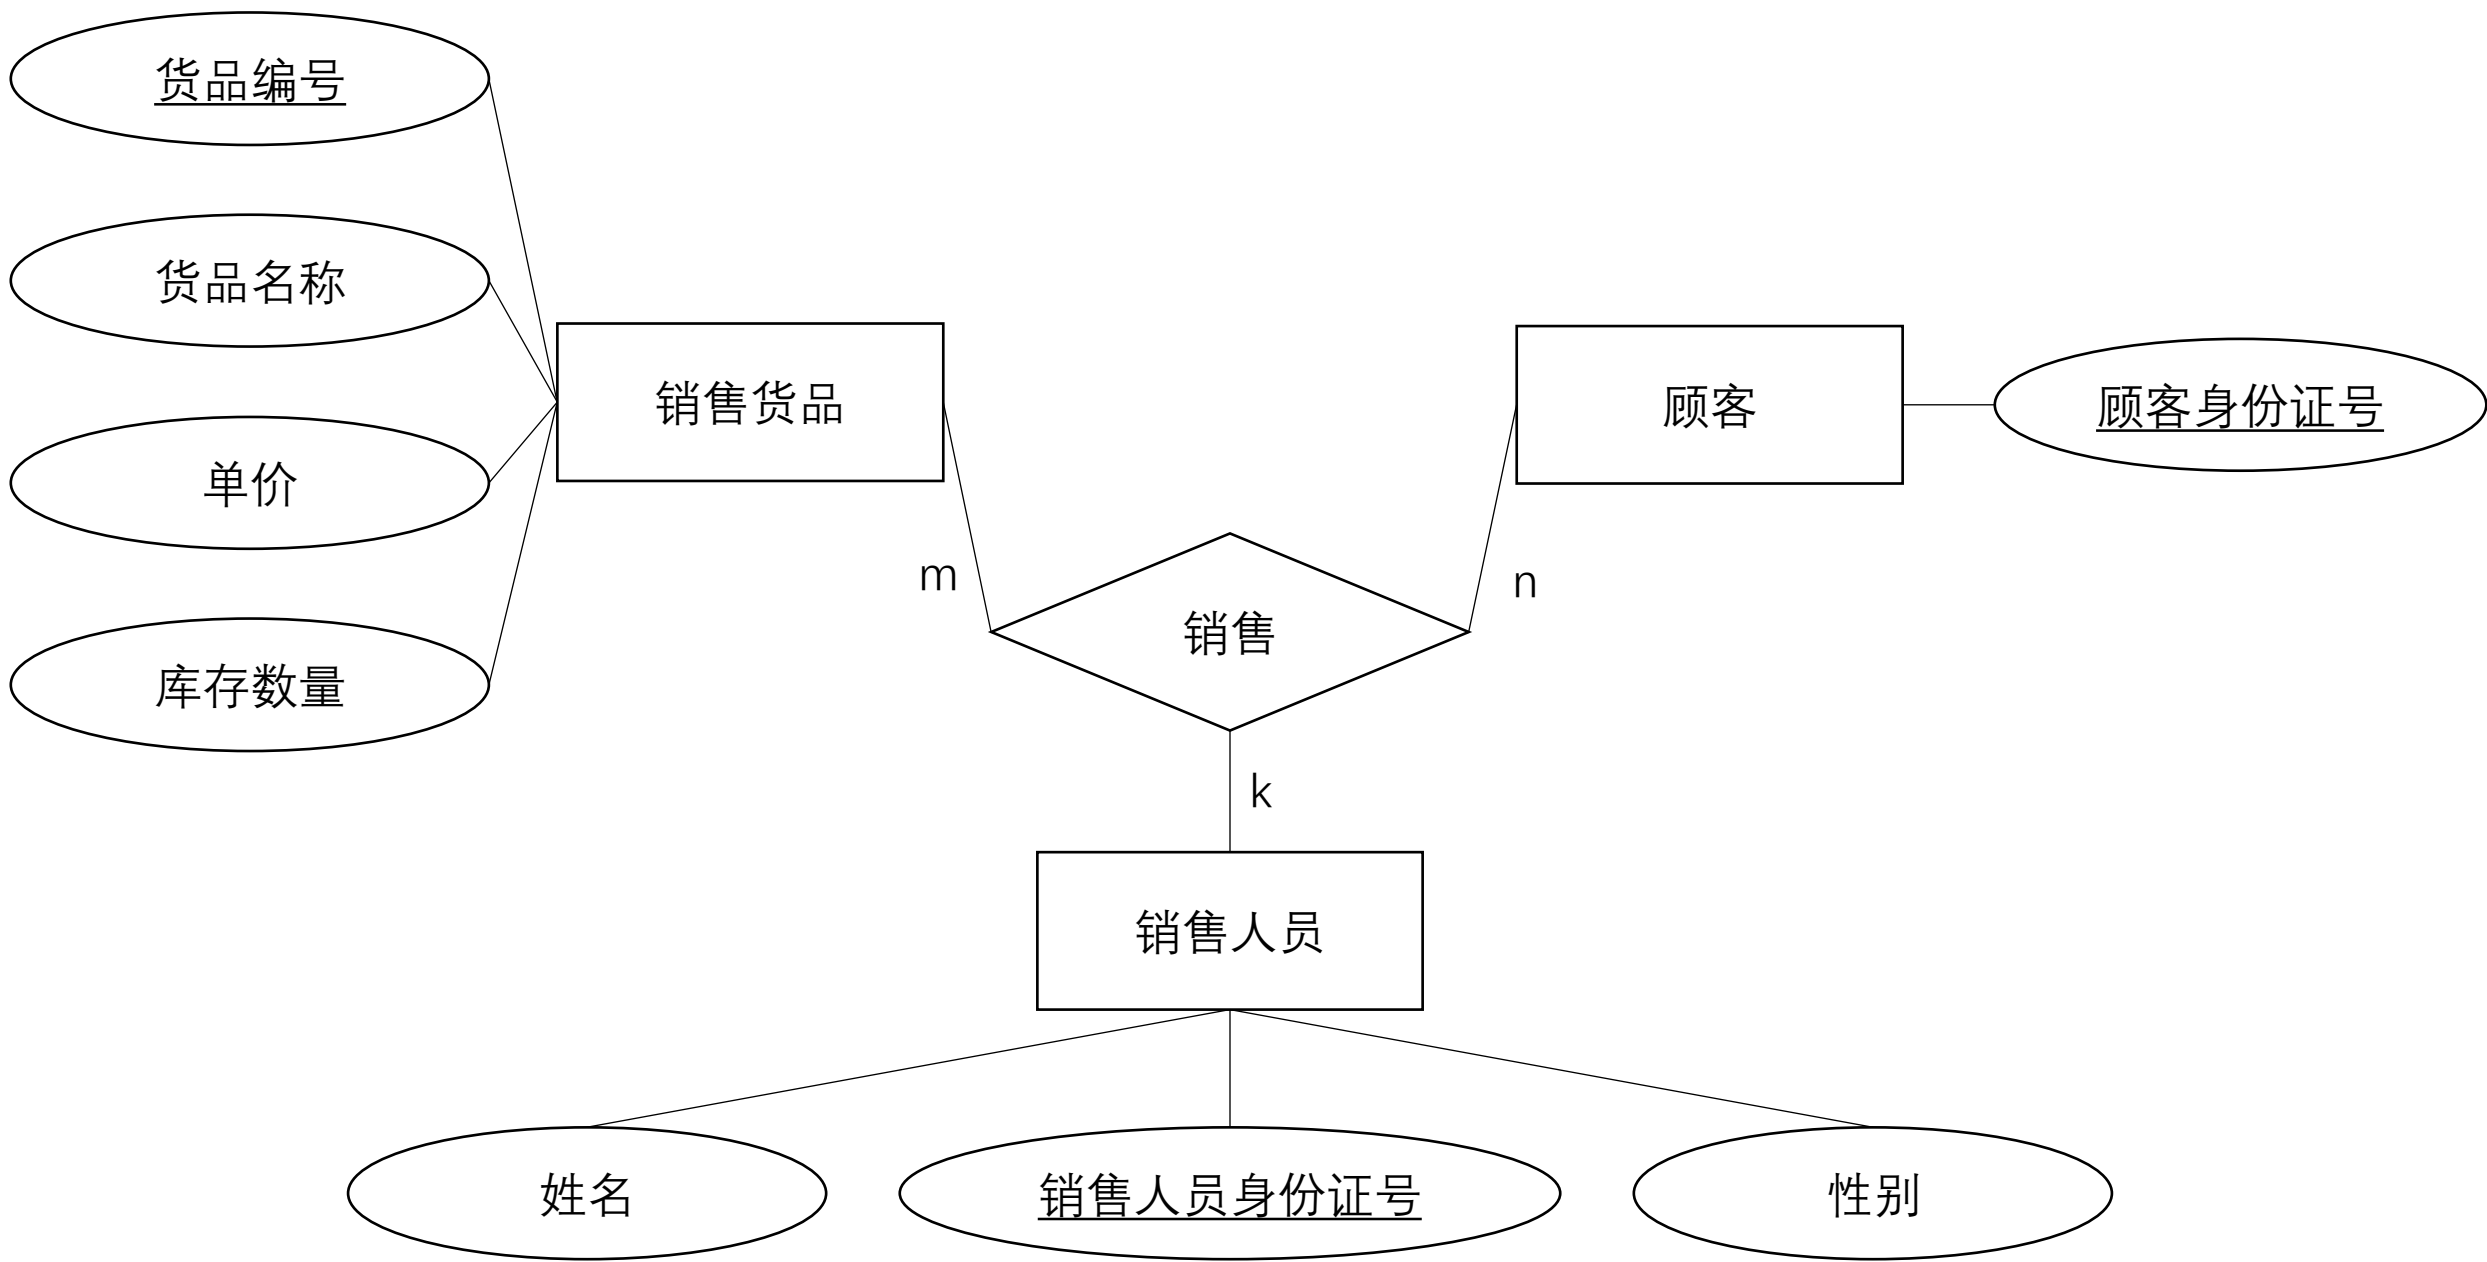 货品编号
货品名称
销售货品
顾客
顾客身份证号
单价
m
n
销售
库存数量
k
销售人员
姓名
销售人员身份证号
性别